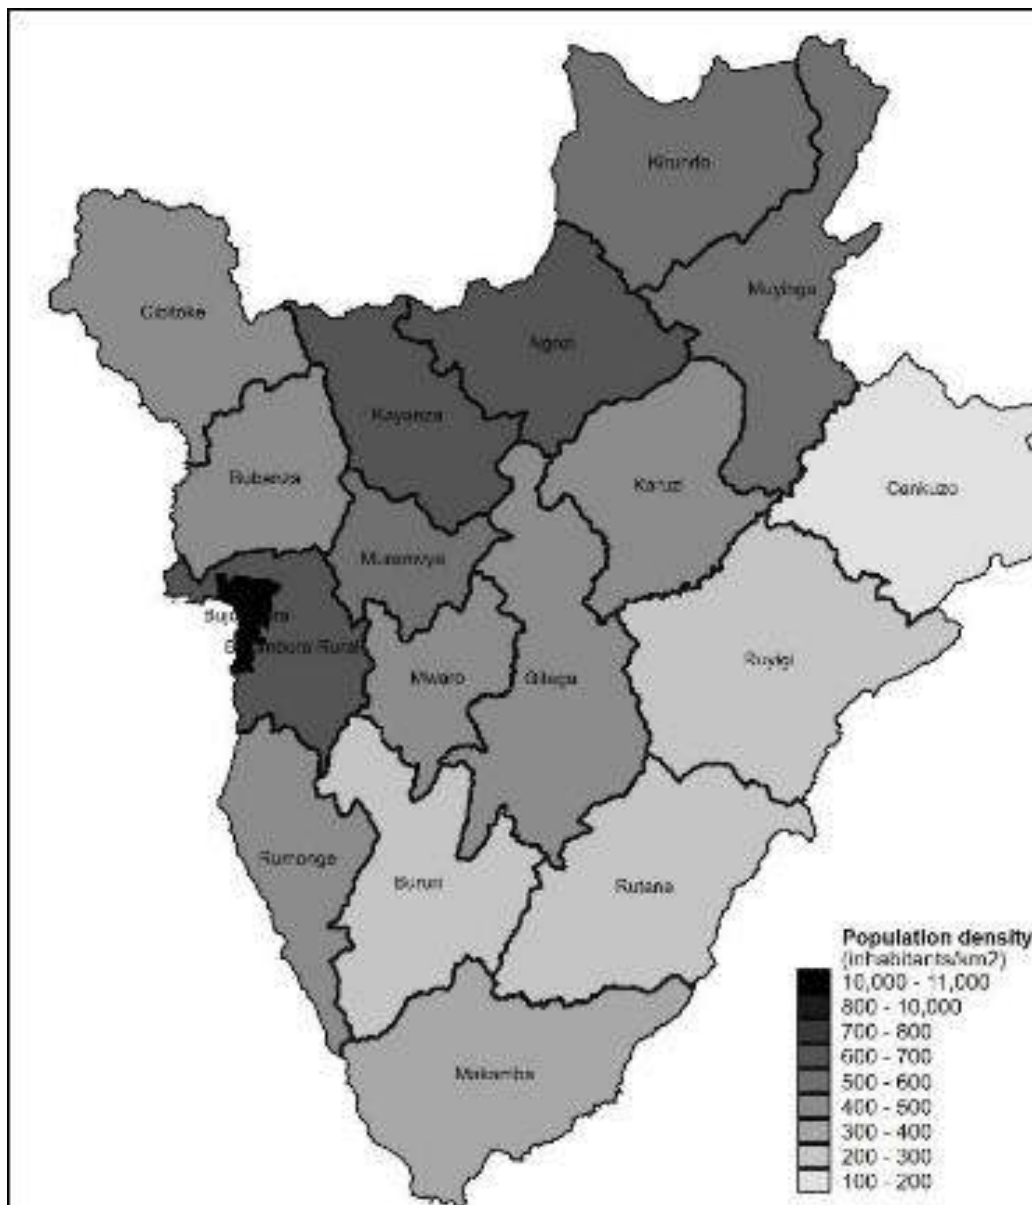 Kirundo
Muyinga
Cibitoke
Ngozi
Kayanza
Bubanza
Karuzi
Cankuzo
Muramvya
Ruyigi
Mwaro
Gitega
Rumonge
Bururi
Rutana
Makamba
Population density
(inhabitants/km2)
10,000 - 11,000
800 - 10,000
700 - 800
600 - 700
500 - 600
400 - 500
300 - 400
200 - 300
100 - 200